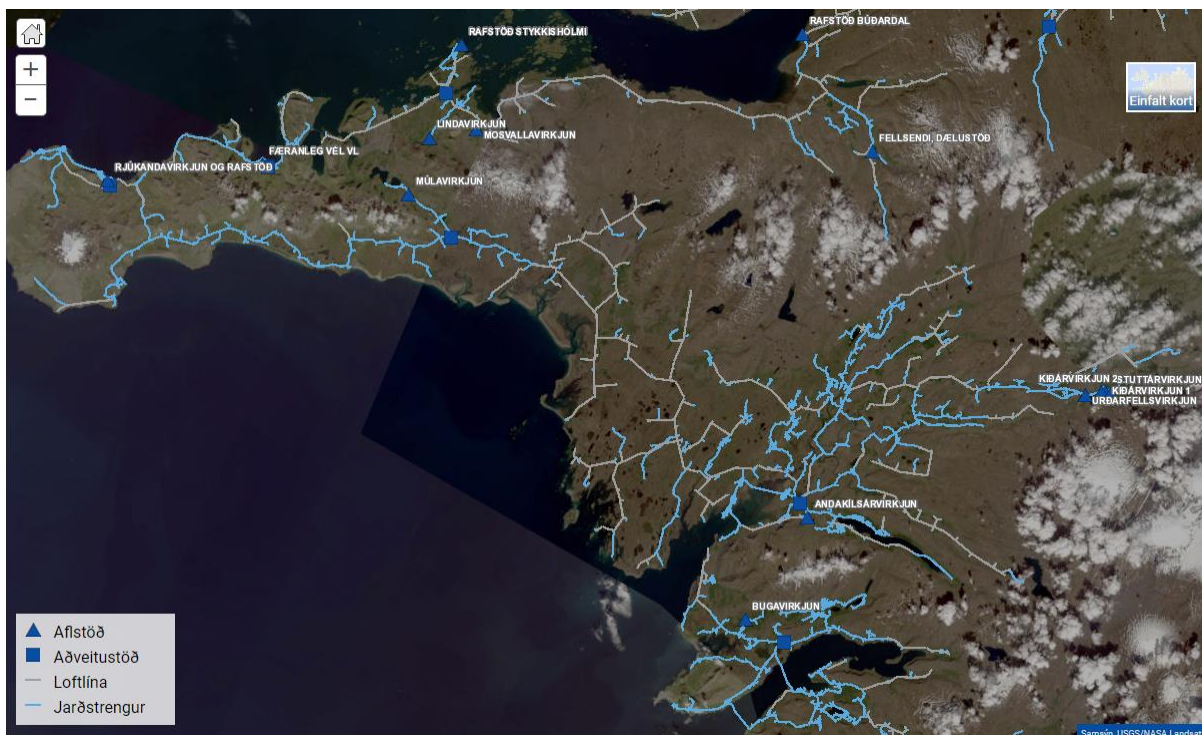 RAFSTÖÐ STYKKISHÓLMI
RAFSTÖÐ BÚÐARDAL
+
−
Einfalt kort
LINDAVIRKJUN
MOSVALLAVIRKJUN
FELLSENDI, DÆLUSTÖÐ
FÆRANLEG VÉL VL
RJÚKANDAVIRKJUN OG RAFSTÖÐ
MÚLAVIRKJUN
KIÐÁRVIRKJUN 2
STUTTÁRVIRKJUN
KIÐÁRVIRKJUN 1
URÐARFELLSVIRKJUN
ANDAKÍLSÁRVIRKJUN
BUGAVIRKJUN
Aflstöð
Aðveitustöð
Loftlína
Jarðstrengur
Samsýn, USGS/NASA Landsat